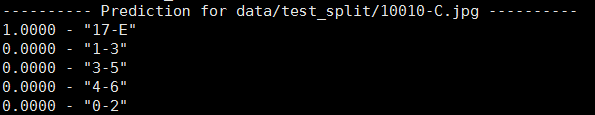 ---------- Prediction for data/test_split/10010-C.jpg ----------
1.0000 - "17-E"
0.0000 - "1-3"
0.0000 - "3-5"
0.0000 - "4-6"
0.0000 - "0-2"